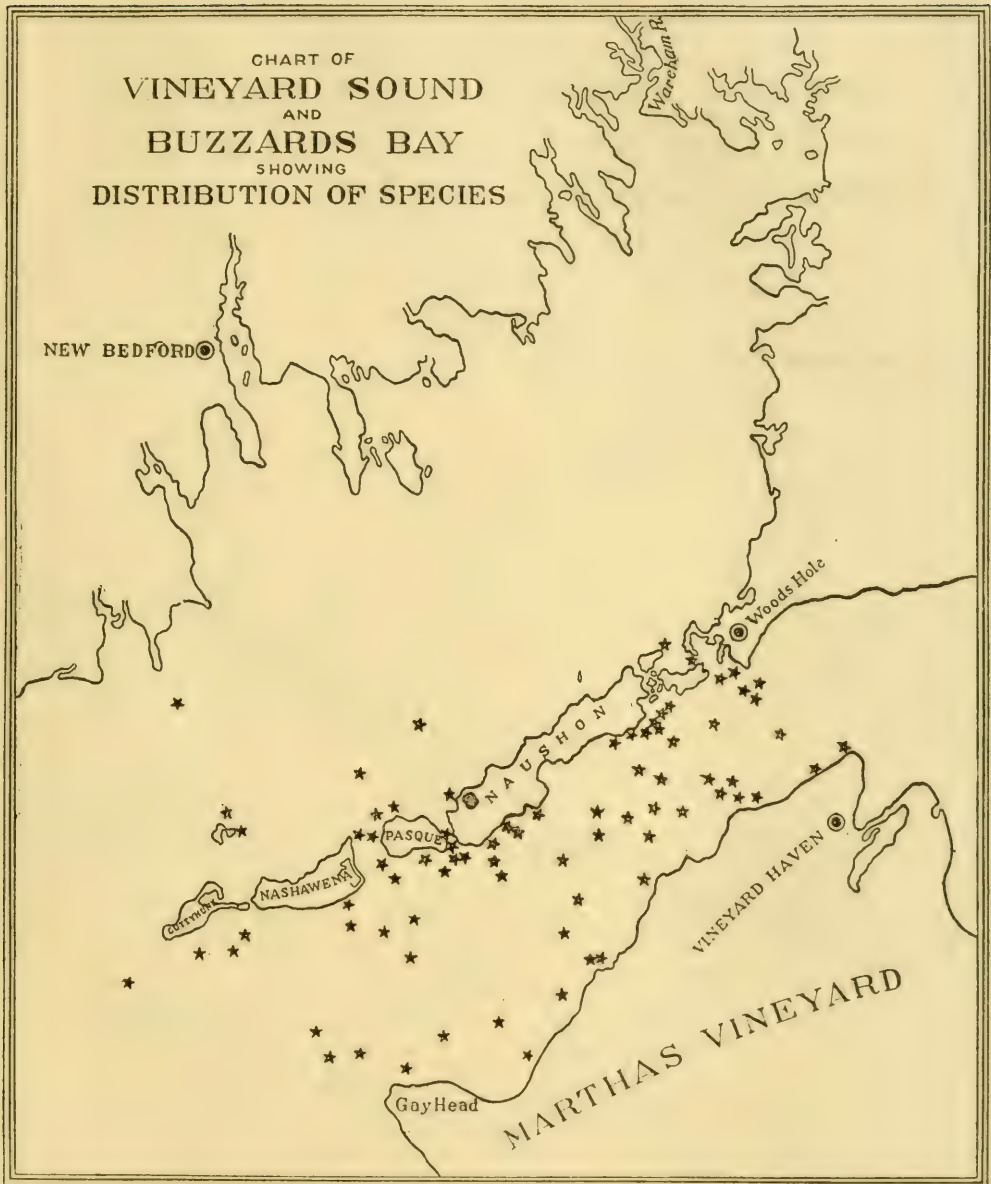 CHART OF
VINEYARD SOUND
AND
BUZZARDS BAY
SHOWING
DISTRIBUTION OF SPECIES
Wareham R
NEW BEDFORD
Woods Hole
NAUSHON
PASQUE
NASHAWENA
CUTTYHUNK
VINEYARD HAVEN
MARTHAS VINEYARD
Gay Head